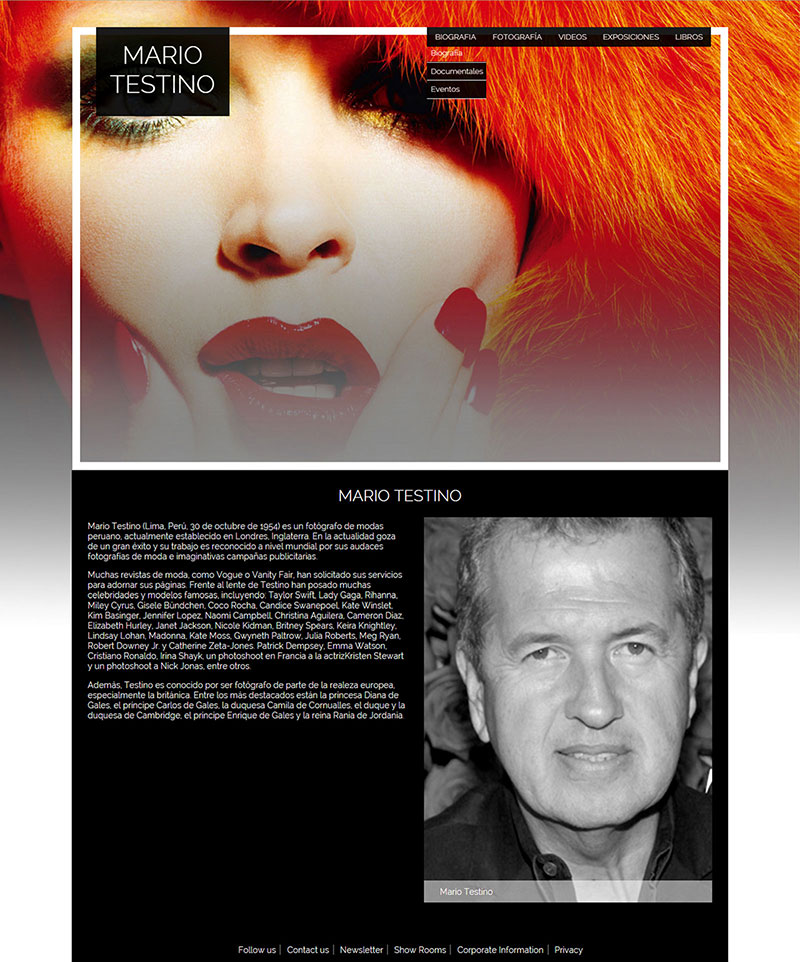 MARIO
TESTINO
BIOGRAFIA FOTOGRAFÍA VIDEOS EXPOSICIONES LIBROS
Biografia
Documentales
Eventos
MARIO TESTINO
Mario Testino (Lima, Perú, 30 de octubre de 1954) es un fotógrafo de modas
peruano, actualmente establecido en Londres, Inglaterra. En la actualidad goza
de un gran éxito y su trabajo es reconocido a nivel mundial por sus audaces
fotografías de moda e imaginativas campañas publicitarias.
Muchas revistas de moda, como Vogue o Vanity Fair, han solicitado sus servicios
para adornar sus páginas. Frente al lente de Testino han posado muchas
celebridades y modelos famosas, incluyendo: Taylor Swift, Lady Gaga, Rihanna,
Miley Cyrus, Gisele Bündchen, Coco Rocha, Candice Swanepoel, Kate Winslet,
Kim Basinger, Jennifer Lopez, Naomi Campbell, Christina Aguilera, Cameron Diaz,
Elizabeth Hurley, Janet Jackson, Nicole Kidman, Britney Spears, Keira Knightley,
Lindsay Lohan, Madonna, Kate Moss, Gwyneth Paltrow, Julia Roberts, Meg Ryan,
Robert Downey Jr. y Catherine Zeta-Jones. Patrick Dempsey, Emma Watson,
Cristiano Ronaldo, Irina Shayk, un photoshoot en Francia a la actrizKristen Stewart
y un photoshoot a Nick Jonas, entre otros.
Además, Testino es conocido por ser fotógrafo de parte de la realeza europea,
especialmente la británica. Entre los más destacados están la princesa Diana de
Gales, el príncipe Carlos de Gales, la duquesa Camila de Cornualles, el duque y la
duquesa de Cambridge, el príncipe Enrique de Gales y la reina Rania de Jordania.
Mario Testino
Follow us | Contact us | Newsletter | Show Rooms | Corporate Information | Privacy